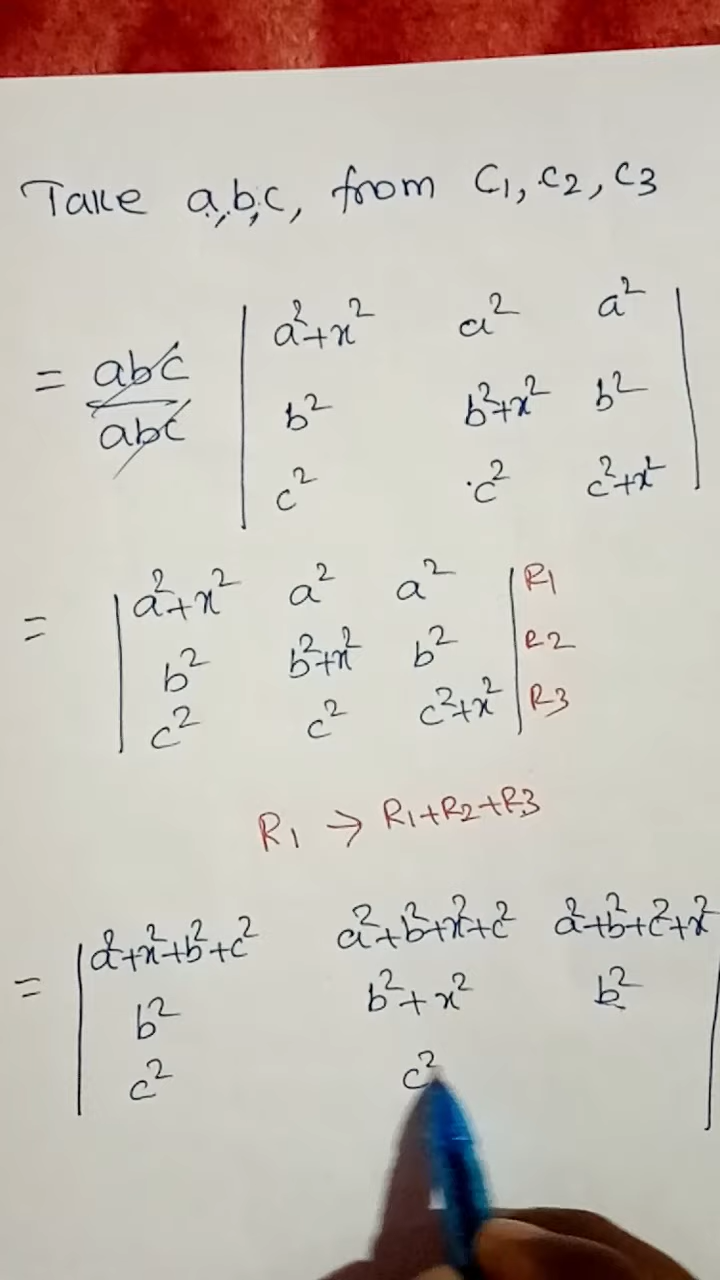 Take a,b,c, from C1, C2, C3
= abc/abc | a²+x² a² a² |
| b² b²+x² b² |
| c² c² c²+x² |
= | a²+x² a² a² | R1
| b² b²+x² b² | R2
| c² c² c²+x² | R3
R1 → R1+R2+R3
= | a²+x²+b²+c² a²+b²+x²+c² a²+b²+c²+x²
| b² b²+x² b² |
| c² c² |